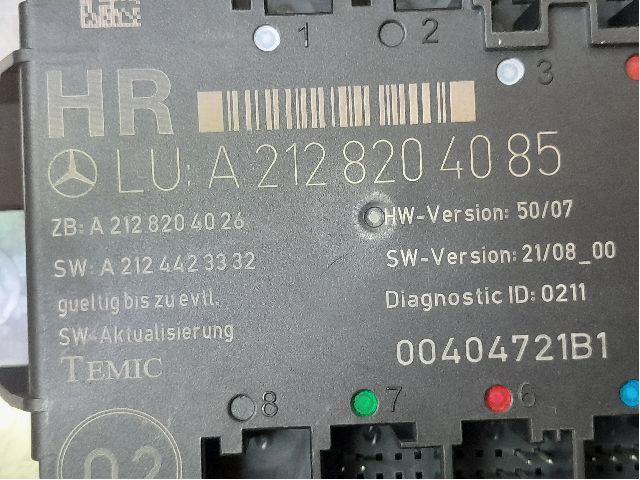 1 2 3
HR
LU: A 212 820 40 85
ZB: A 212 820 40 26
HW-Version: 50/07
SW: A 212 442 33 32
SW-Version: 21/08_00
gueltig bis zu evtl.
Diagnostic ID: 0211
SW-Aktualisierung
00404721B1
TEMIC
8 7 6
02